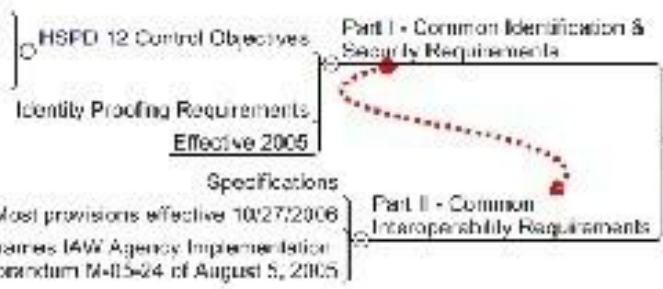 HSPD 12 Control Objectives
Part I - Common Identification &
Security Requirements
Identity Proofing Requirements
Effective 2005
Specifications
Most provisions effective 10/27/2006
Part II - Common
Interoperability Requirements
IAW Agency Implementation
M-05-24 of August 5, 2005